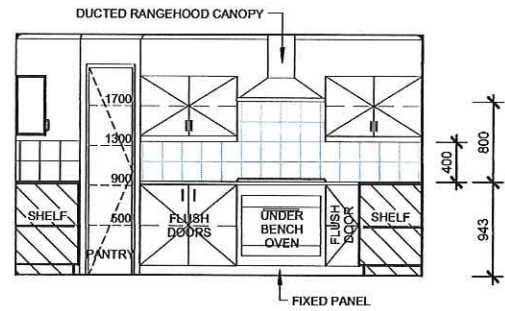 DUCTED RANGEHOOD CANOPY
1700
1300
900
500
PANTRY
SHELF
FLUSH
DOORS
UNDER
BENCH
OVEN
FLUSH
DOOR
SHELF
400
800
943
FIXED PANEL